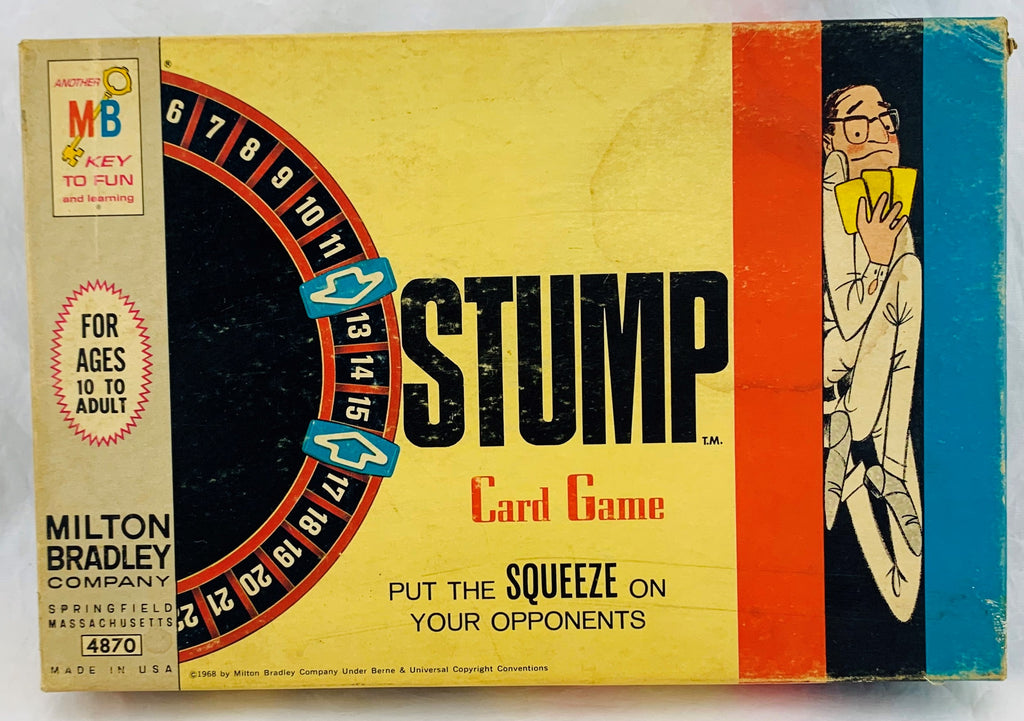 ANOTHER
MB
KEY
TO FUN
and learning
®
®
FOR
AGES
10 TO
ADULT
MILTON
BRADLEY
COMPANY
SPRINGFIELD
MASSACHUSETTS
4870
MADE IN USA
6
7
8
9
10
11
13
14
15
17
18
19
20
21
STUMP
T.M.
Card Game
PUT THE SQUEEZE ON
YOUR OPPONENTS
©1968 by Milton Bradley Company Under Berne & Universal Copyright Conventions